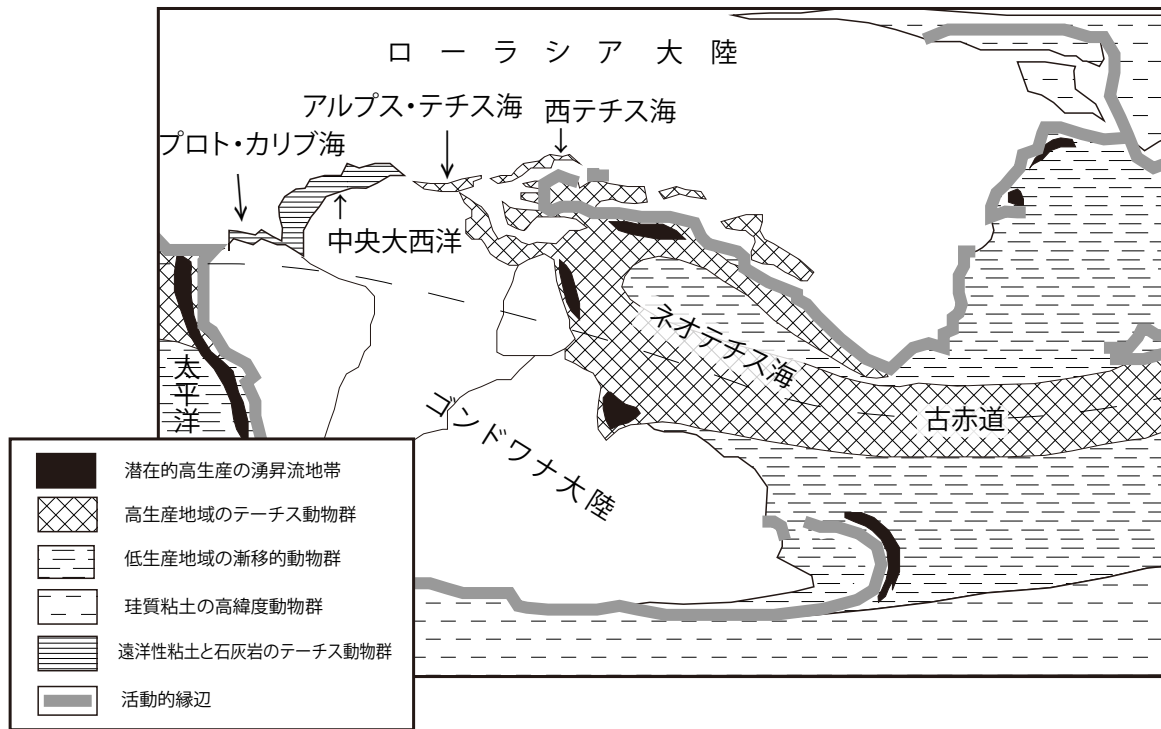 ローラシア大陸
アルプス・テチス海
西テチス海
プロト・カリブ海
中央大西洋
ネオテチス海
太平洋
古赤道
ゴンドワナ大陸
潜在的高生産の湧昇流地帯
高生産地域のテーチス動物群
低生産地域の漸移的動物群
珪質粘土の高緯度動物群
遠洋性粘土と石灰岩のテーチス動物群
活動的縁辺